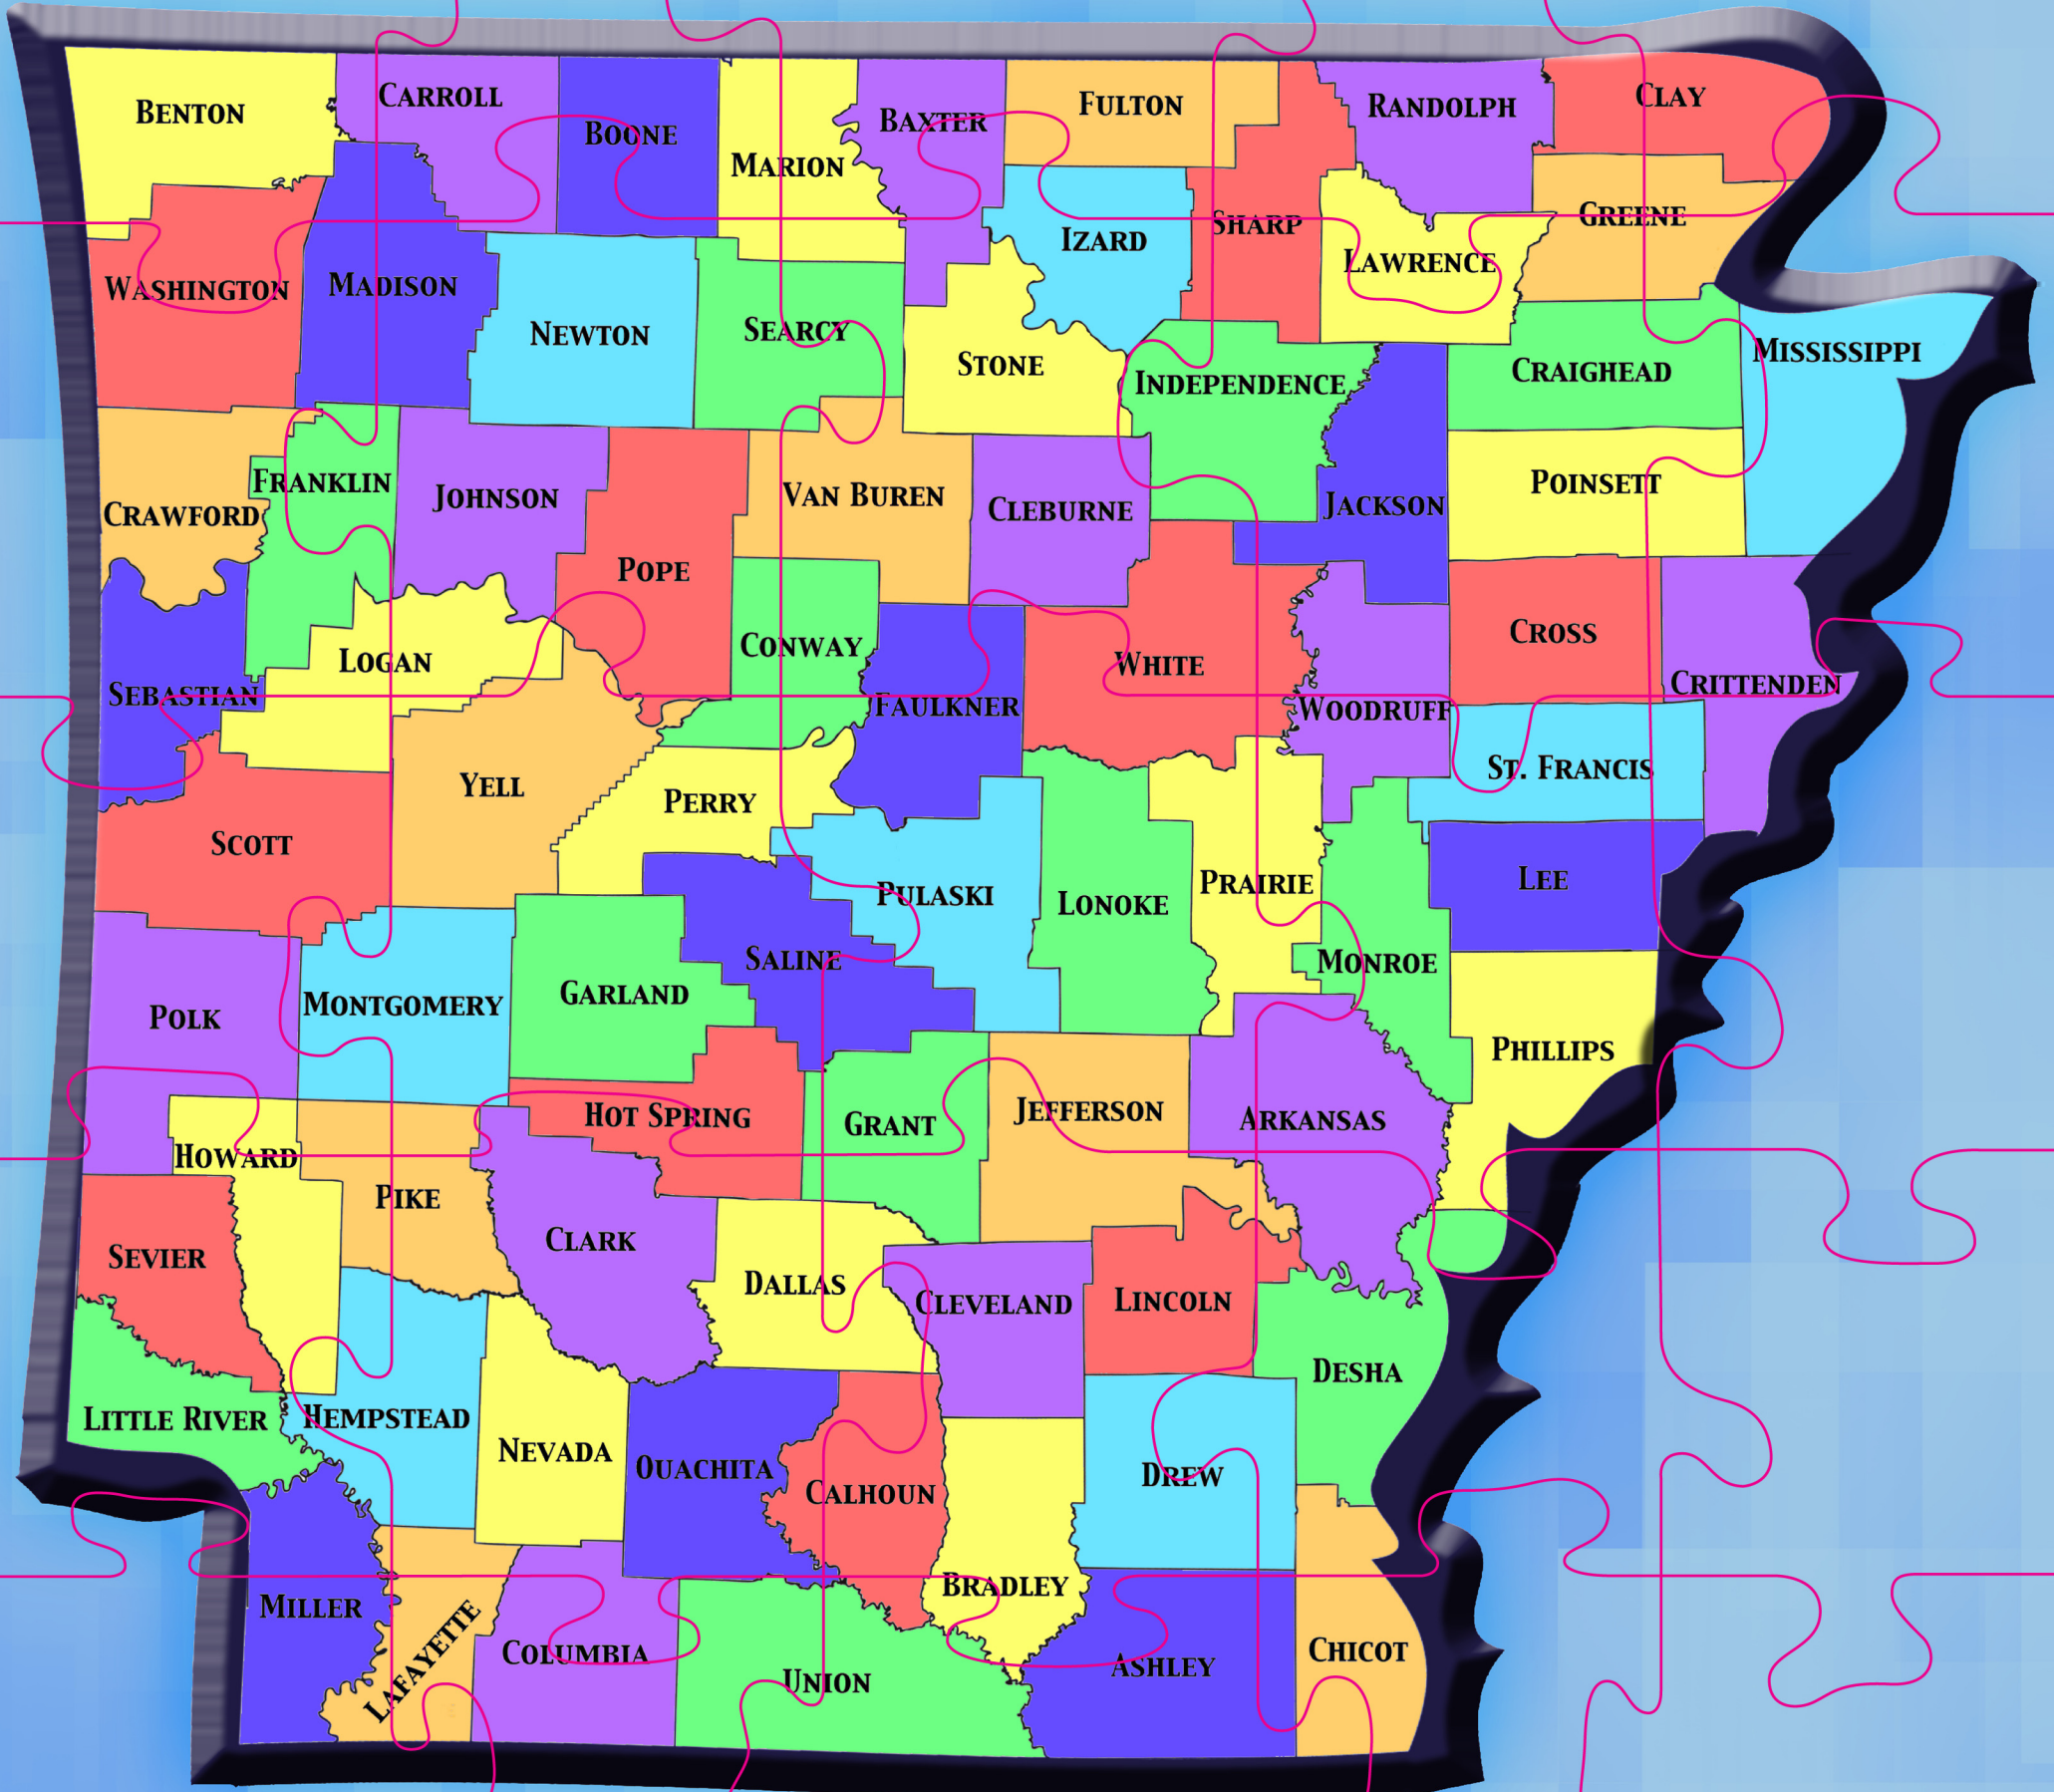 BENTON
CARROLL
BOONE
MARION
BAXTER
FULTON
RANDOLPH
CLAY
SHARP
IZARD
GREENE
LAWRENCE
WASHINGTON
MADISON
NEWTON
SEARCY
STONE
INDEPENDENCE
CRAIGHEAD
MISSISSIPPI
CRAWFORD
FRANKLIN
JOHNSON
POPE
VAN BUREN
CLEBURNE
JACKSON
POINSETT
SEBASTIAN
LOGAN
CONWAY
FAULKNER
WHITE
WOODRUFF
CROSS
CRITTENDEN
SCOTT
YELL
PERRY
PULASKI
LONOKE
PRAIRIE
ST. FRANCIS
LEE
POLK
MONTGOMERY
GARLAND
SALINE
MONROE
PHILLIPS
HOWARD
PIKE
HOT SPRING
GRANT
JEFFERSON
ARKANSAS
SEVIER
CLARK
DALLAS
CLEVELAND
LINCOLN
DESHA
LITTLE RIVER
HEMPSTEAD
NEVADA
OUACHITA
CALHOUN
DREW
BRADLEY
MILLER
LAFAYETTE
COLUMBIA
UNION
ASHLEY
CHICOT